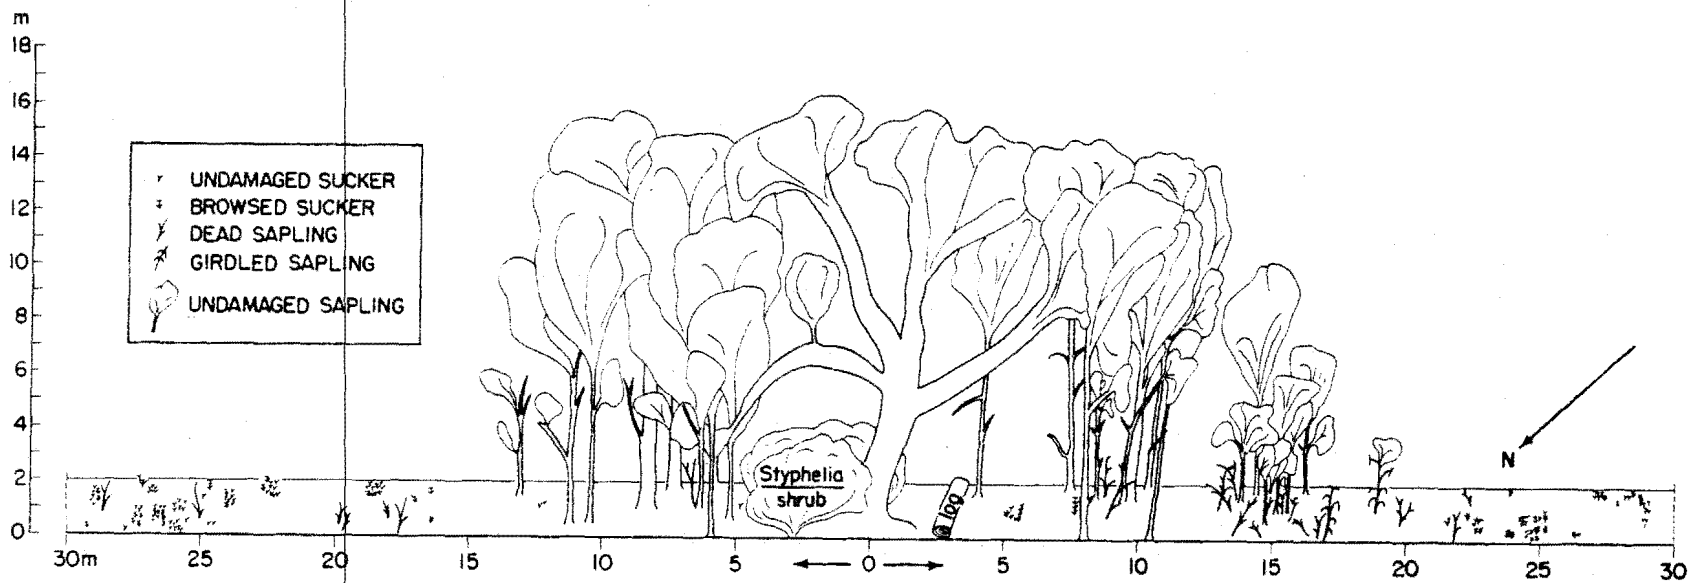 m
18
16
14
12
10
8
6
4
2
0
UNDAMAGED SUCKER
BROWSED SUCKER
DEAD SAPLING
GIRDLED SAPLING
UNDAMAGED SAPLING
Styphelia
shrub
log
N
30m 25 20 15 10 5 0 5 10 15 20 25 30